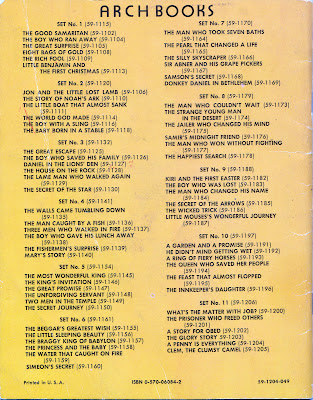 ARCH BOOKS
SET No. 1 (59-1115)
THE GOOD SAMARITAN (59-1102)
THE BOY WHO RAN AWAY (59-1104)
THE GREAT SURPRISE (59-1105)
EIGHT BAGS OF GOLD (59-1108)
THE RICH FOOL (59-1109)
LITTLE BENJAMIN AND
THE FIRST CHRISTMAS (59-1113)
SET No. 2 (59-1120)
JON AND THE LITTLE LOST LAMB (59-1106)
THE STORY OF NOAH'S ARK (59-1110)
THE LITTLE BOAT THAT ALMOST SANK
(59-1111)
THE WORLD GOD MADE (59-1114)
THE BOY WITH A SLING (59-1116)
THE BABY BORN IN A STABLE (59-1118)
SET No. 3 (59-1132)
THE GREAT ESCAPE (59-1125)
THE BOY WHO SAVED HIS FAMILY (59-1126)
DANIEL IN THE LIONS' DEN (59-1127)
THE HOUSE ON THE ROCK (59-1128)
THE LAME MAN WHO WALKED AGAIN
(59-1129)
THE SECRET OF THE STAR (59-1130)
SET No. 4 (59-1141)
THE WALLS CAME TUMBLING DOWN
(59-1135)
THE MAN CAUGHT BY A FISH (59-1136)
THREE MEN WHO WALKED IN FIRE (59-1137)
THE BOY WHO GAVE HIS LUNCH AWAY
(59-1138)
THE FISHERMEN'S SURPRISE (59-1139)
MARY'S STORY (59-1140)
SET No. 5 (59-1154)
THE MOST WONDERFUL KING (59-1145)
THE KING'S INVITATION (59-1146)
THE GREAT PROMISE (59-1147)
THE UNFORGIVING SERVANT (59-1148)
TWO MEN IN THE TEMPLE (59-1149)
THE SECRET JOURNEY (59-1150)
SET No. 6 (59-1161)
THE BEGGAR'S GREATEST WISH (59-1155)
THE LITTLE SLEEPING BEAUTY (59-1156)
THE BRAGGY KING OF BABYLON (59-1157)
THE PRINCESS AND THE BABY (59-1158)
THE WATER THAT CAUGHT ON FIRE
(59-1159)
SIMEON'S SECRET (59-1160)
SET No. 7 (59-1170)
THE MAN WHO TOOK SEVEN BATHS
(59-1164)
THE PEARL THAT CHANGED A LIFE
(59-1165)
THE SILLY SKYSCRAPER (59-1166)
SIR ABNER AND HIS GRAPE PICKERS
(59-1167)
SAMSON'S SECRET (59-1168)
DONKEY DANIEL IN BETHLEHEM (59-1169)
SET No. 8 (59-1179)
THE MAN WHO COULDN'T WAIT (59-1173)
THE STRANGE YOUNG MAN
IN THE DESERT (59-1174)
THE JAILER WHO CHANGED HIS MIND
(59-1175)
SAMIR'S MIDNIGHT FRIEND (59-1176)
THE MAN WHO WON WITHOUT FIGHTING
(59-1177)
THE HAPPIEST SEARCH (59-1178)
SET No. 9 (59-1188)
KIRI AND THE FIRST EASTER (59-1182)
THE BOY WHO WAS LOST (59-1183)
THE MAN WHO CHANGED HIS NAME
(59-1184)
THE SECRET OF THE ARROWS (59-1185)
THE WICKED TRICK (59-1186)
LITTLE MOUSE'S WONDERFUL JOURNEY
(59-1187)
SET No. 10 (59-1197)
A GARDEN AND A PROMISE (59-1191)
HE DIDN'T MIND GETTING WET (59-1192)
A RING OF FIERY HORSES (59-1193)
THE QUEEN WHO SAVED HER PEOPLE
(59-1194)
THE FEAST THAT ALMOST FLOPPED
(59-1195)
THE INNKEEPER'S DAUGHTER (59-1196)
SET No. 11 (59-1206)
WHAT'S THE MATTER WITH JOB? (59-1200)
THE PRISONER WHO FREED OTHERS
(59-1201)
A STORY FOR OBED (59-1202)
THE GLORY STORY (59-1203)
A PENNY IS EVERYTHING (59-1204)
CLEM, THE CLUMSY CAMEL (59-1205)
Printed in U. S. A.
ISBN 0-570-06084-2
59-1204-049